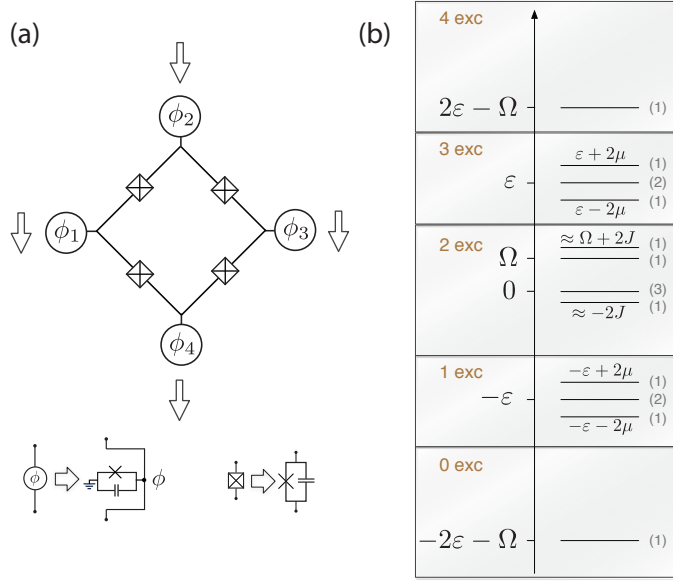 (a)
ϕ₂
ϕ₁
ϕ₃
ϕ₄
ϕ
ϕ
(b)
4 exc
2ε − Ω
(1)
3 exc
ε + 2μ
(1)
ε
(2)
(1)
ε − 2μ
2 exc
≈ Ω + 2J
(1)
Ω
(1)
0
(3)
(1)
≈ −2J
1 exc
−ε + 2μ
(1)
−ε
(2)
(1)
−ε − 2μ
0 exc
−2ε − Ω
(1)